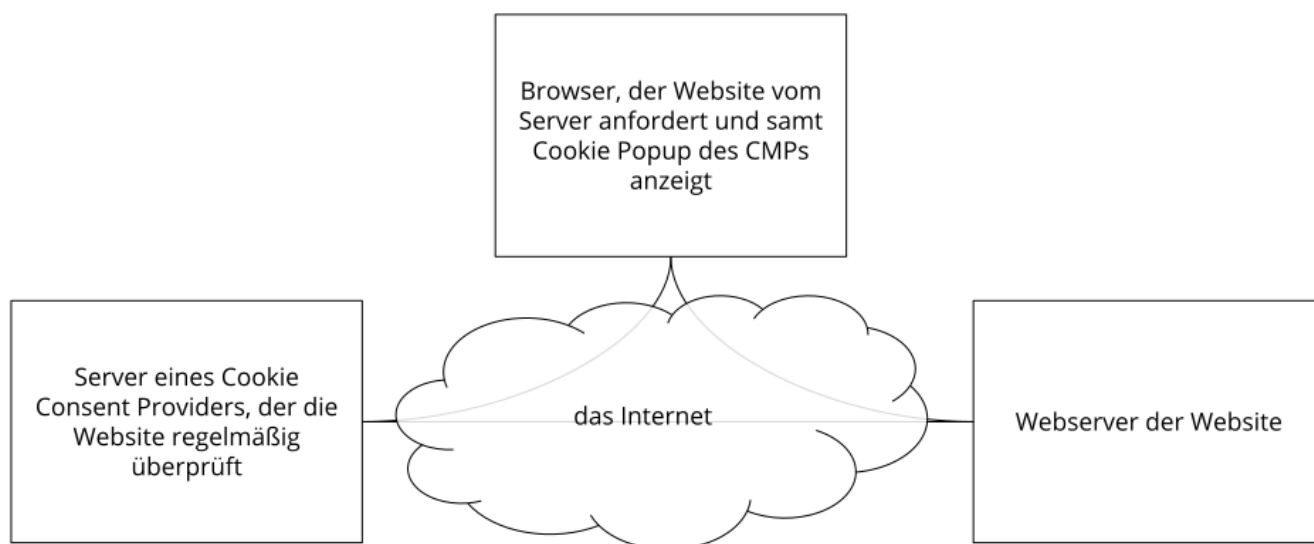 Browser, der Website vom
Server anfordert und samt
Cookie Popup des CMPs
anzeigt
Server eines Cookie
Consent Providers, der die
Website regelmäßig
überprüft
das Internet
Webserver der Website